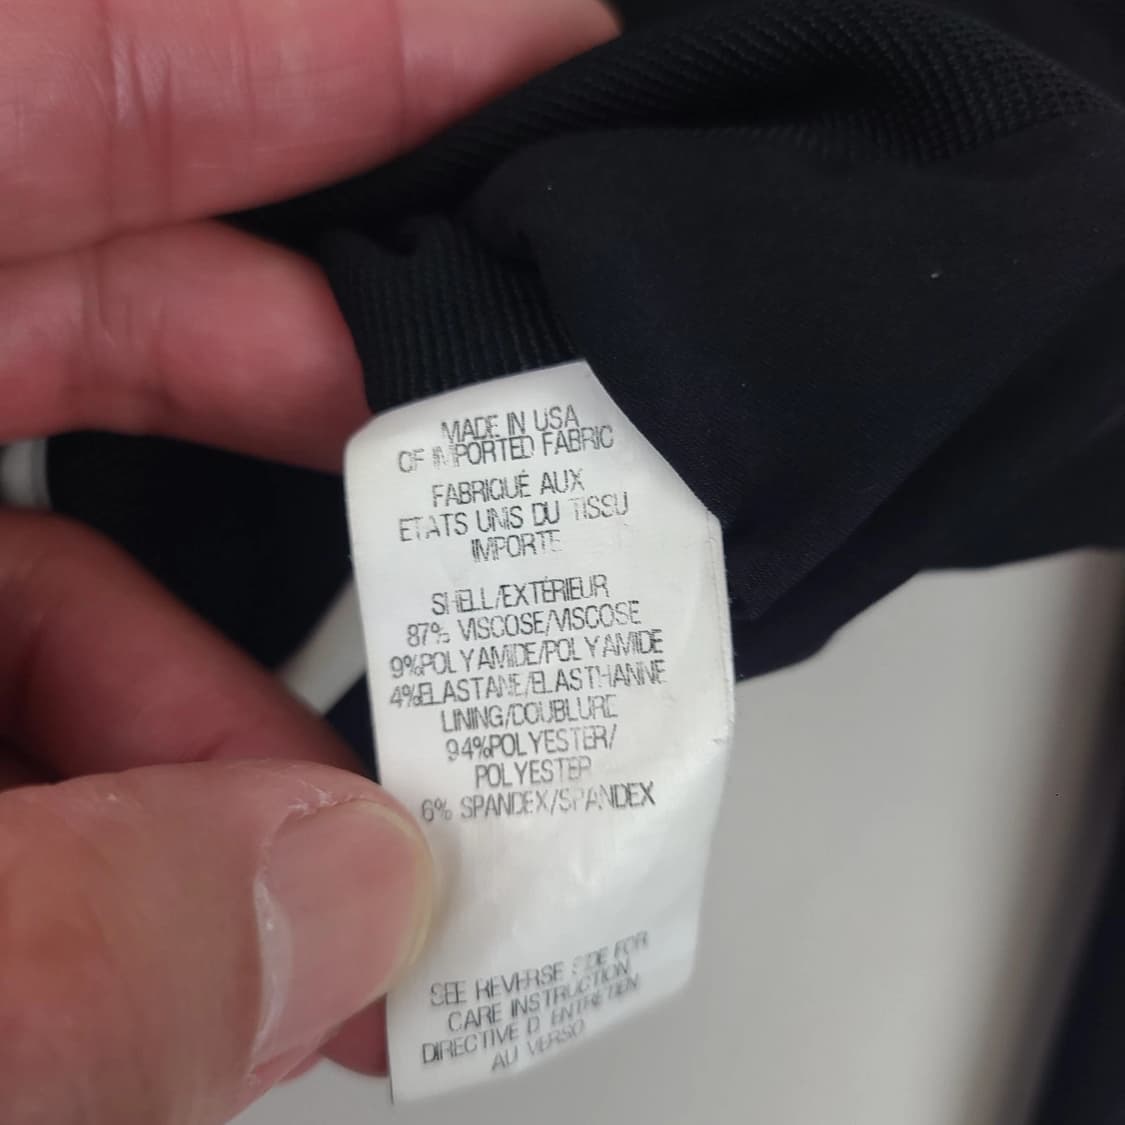 MADE IN USA
OF IMPORTED FABRIC
FABRIQUÉ AUX
ETATS UNIS DU TISSU
IMPORTE
SHELL/EXTÉRIEUR
87% VISCOSE/VISCOSE
9%POLYAMIDE/POLYAMIDE
4%ELASTANE/ELASTHANNE
LINING/DOUBLURE
94%POLYESTER/
POLYESTER
6% SPANDEX/SPANDEX
SEE REVERSE SIDE FOR
CARE INSTRUCTION
DIRECTIVE D ENTRETIEN
AU VERSO